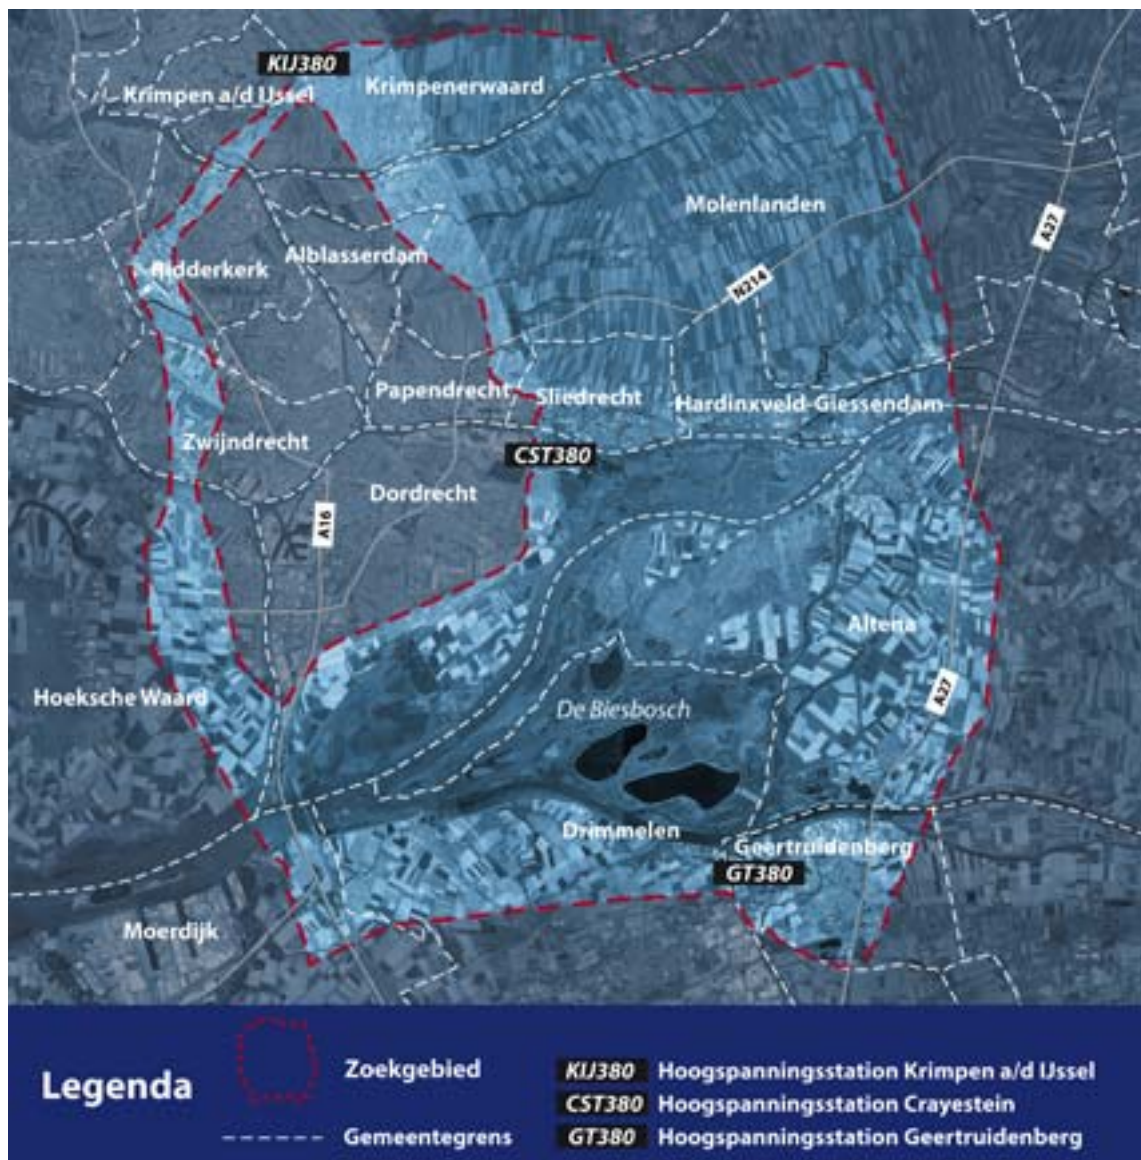 KIJ380
Krimpen a/d IJssel
Krimpenerwaard
Molenlanden
A27
Alblasserdam
Ridderkerk
N214
Papendrecht
Sliedrecht
Hardinxveld-Giessendam
Zwijndrecht
CST380
Dordrecht
A16
Altena
Hoeksche Waard
A27
De Biesbosch
Drimmelen
Geertruidenberg
GT380
Moerdijk
Legenda
Zoekgebied
Gemeentegrens
KIJ380 Hoogspanningsstation Krimpen a/d IJssel
CST380 Hoogspanningsstation Crayestein
GT380 Hoogspanningsstation Geertruidenberg